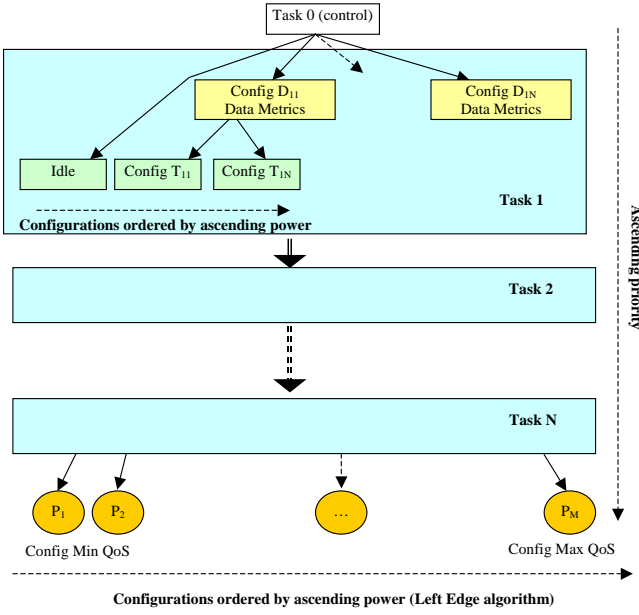 Task 0 (control)
Config D₁₁
Data Metrics
Config D₁N
Data Metrics
Idle
Config T₁₁
Config T₁N
Task 1
Configurations ordered by ascending power
Task 2
Ascending priority
Task N
P₁
P₂
…
P_M
Config Min QoS
Config Max QoS
Configurations ordered by ascending power (Left Edge algorithm)